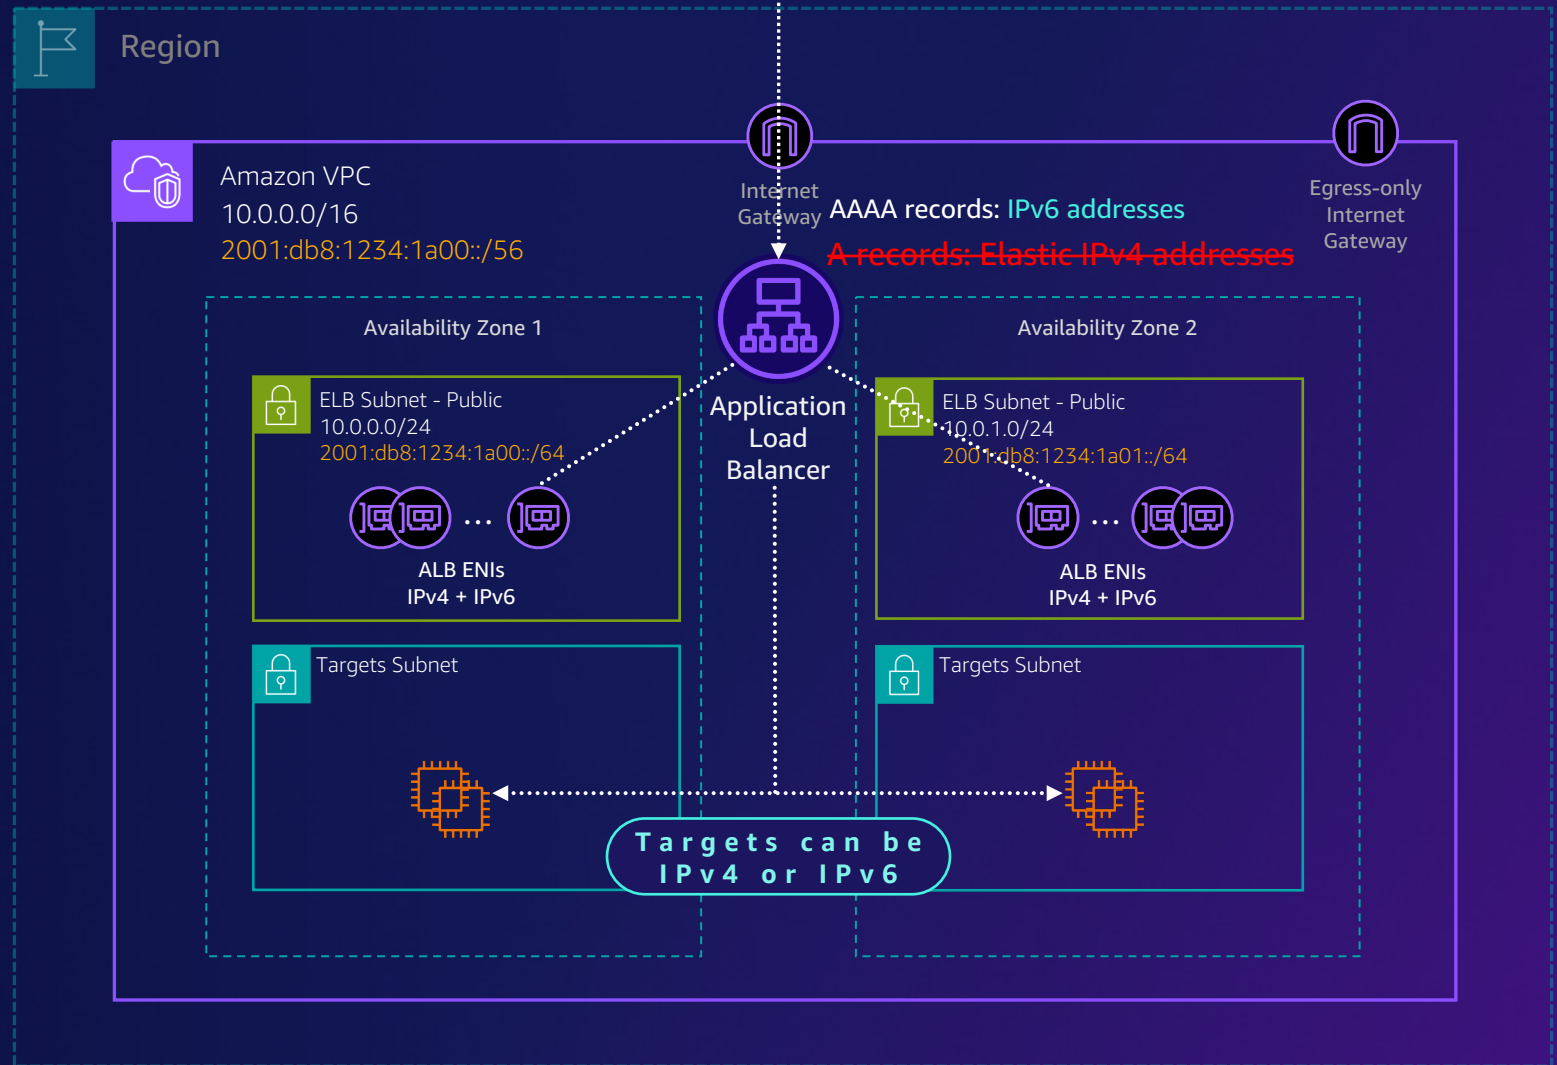 Region
Amazon VPC
10.0.0.0/16
2001:db8:1234:1a00::/56
Internet
Gateway
AAAA records: IPv6 addresses
A records: Elastic IPv4 addresses
Egress-only
Internet
Gateway
Availability Zone 1
ELB Subnet - Public
10.0.0.0/24
2001:db8:1234:1a00::/64
...
ALB ENIs
IPv4 + IPv6
Application
Load
Balancer
Availability Zone 2
ELB Subnet - Public
10.0.1.0/24
2001:db8:1234:1a01::/64
...
ALB ENIs
IPv4 + IPv6
Targets Subnet
Targets Subnet
Targets can be
IPv4 or IPv6